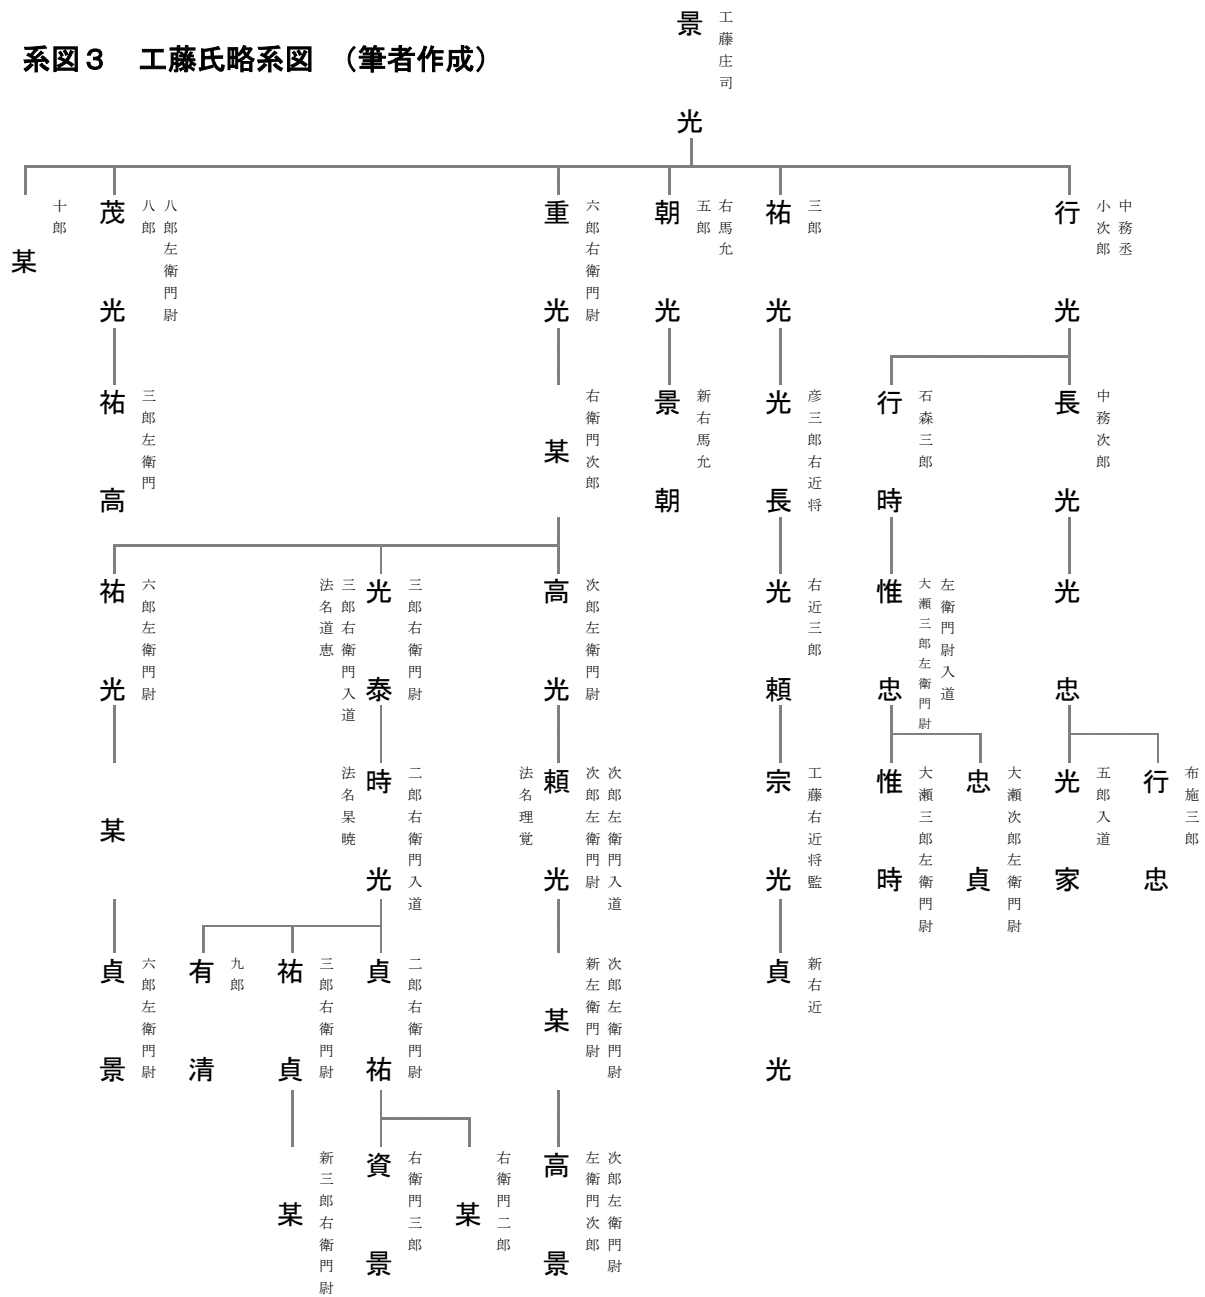 系図３　工藤氏略系図　（筆者作成）
景光
工藤庄司
行光
中務丞
小次郎
祐光
三郎
朝光
右馬允
五郎
重光
六郎右衛門尉
茂光
八郎左衛門尉
八郎
某
十郎
長光
中務次郎
行時
石森三郎
光長
彦三郎右近将
景朝
新右馬允
某
右衛門次郎
祐高
三郎左衛門
光忠
惟忠
左衛門尉入道
大瀬三郎左衛門尉
光頼
右近三郎
高光
次郎左衛門尉
光泰
三郎右衛門尉
三郎右衛門入道
法名道恵
祐光
六郎左衛門尉
行忠
布施三郎
光家
五郎入道
忠貞
大瀬次郎左衛門尉
惟時
大瀬三郎左衛門尉
宗光
工藤右近将監
頼光
次郎左衛門入道
次郎左衛門尉
法名理覚
時光
二郎右衛門入道
法名杲暁
某
貞光
新右近
某
次郎左衛門尉
新左衛門尉
貞祐
二郎右衛門尉
祐貞
三郎右衛門尉
有清
九郎
貞景
六郎左衛門尉
高景
次郎左衛門尉
左衛門次郎
某
右衛門二郎
資景
右衛門三郎
某
新三郎右衛門尉